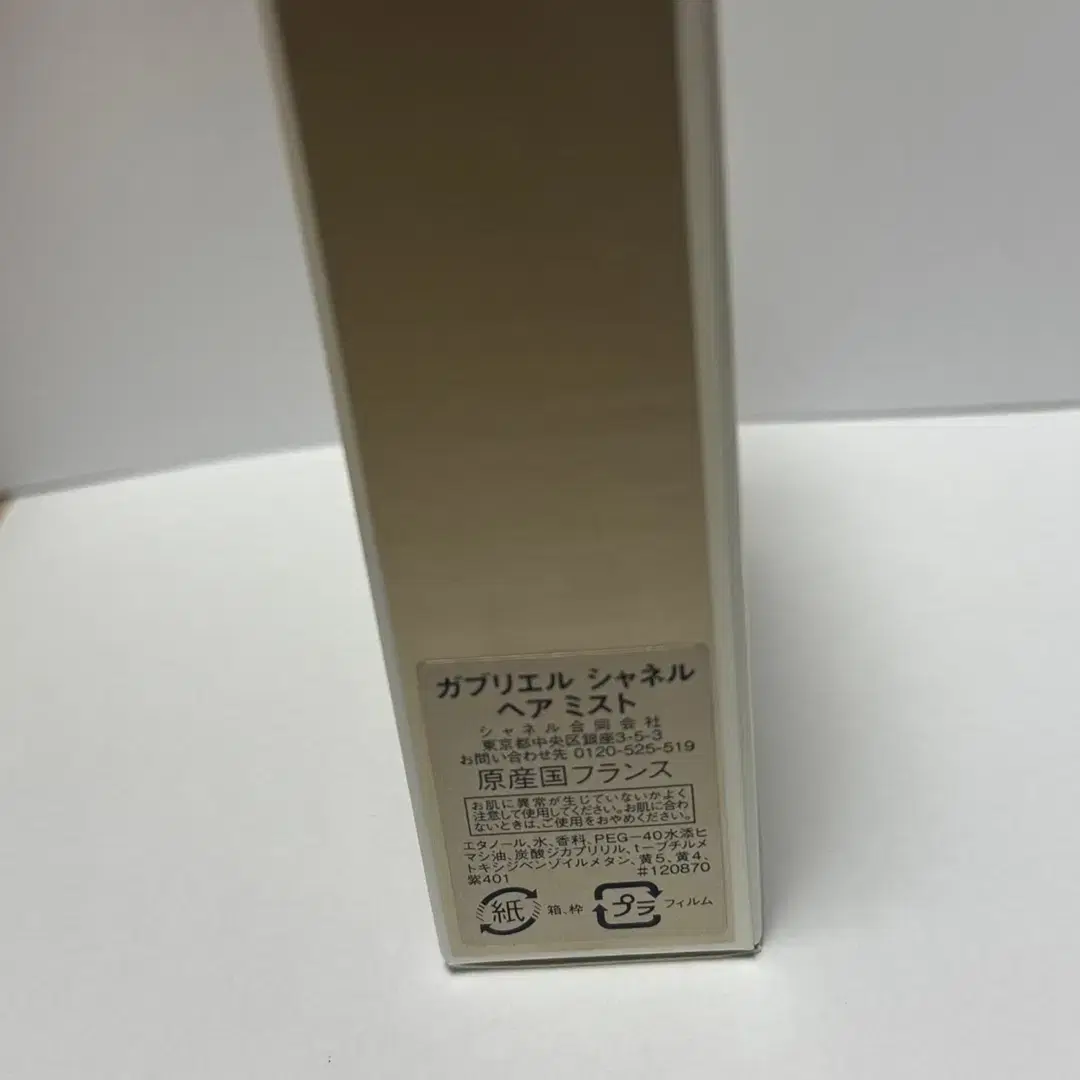 ガブリエル シャネル
ヘア ミスト
シャネル合同会社
東京都中央区銀座3-5-3
お問い合わせ先 0120-525-519
原産国フランス
お肌に異常が生じていないかよく
注意して使用してください。お肌に合わ
ないときは、ご使用をおやめください。
エタノール、水、香料、PEG-40水添ヒ
マシ油、炭酸ジカプリリル、t-ブチルメ
トキシジベンゾイルメタン、黄5、黄4、
紫401 #120870
紙 箱、枠 プラ フィルム